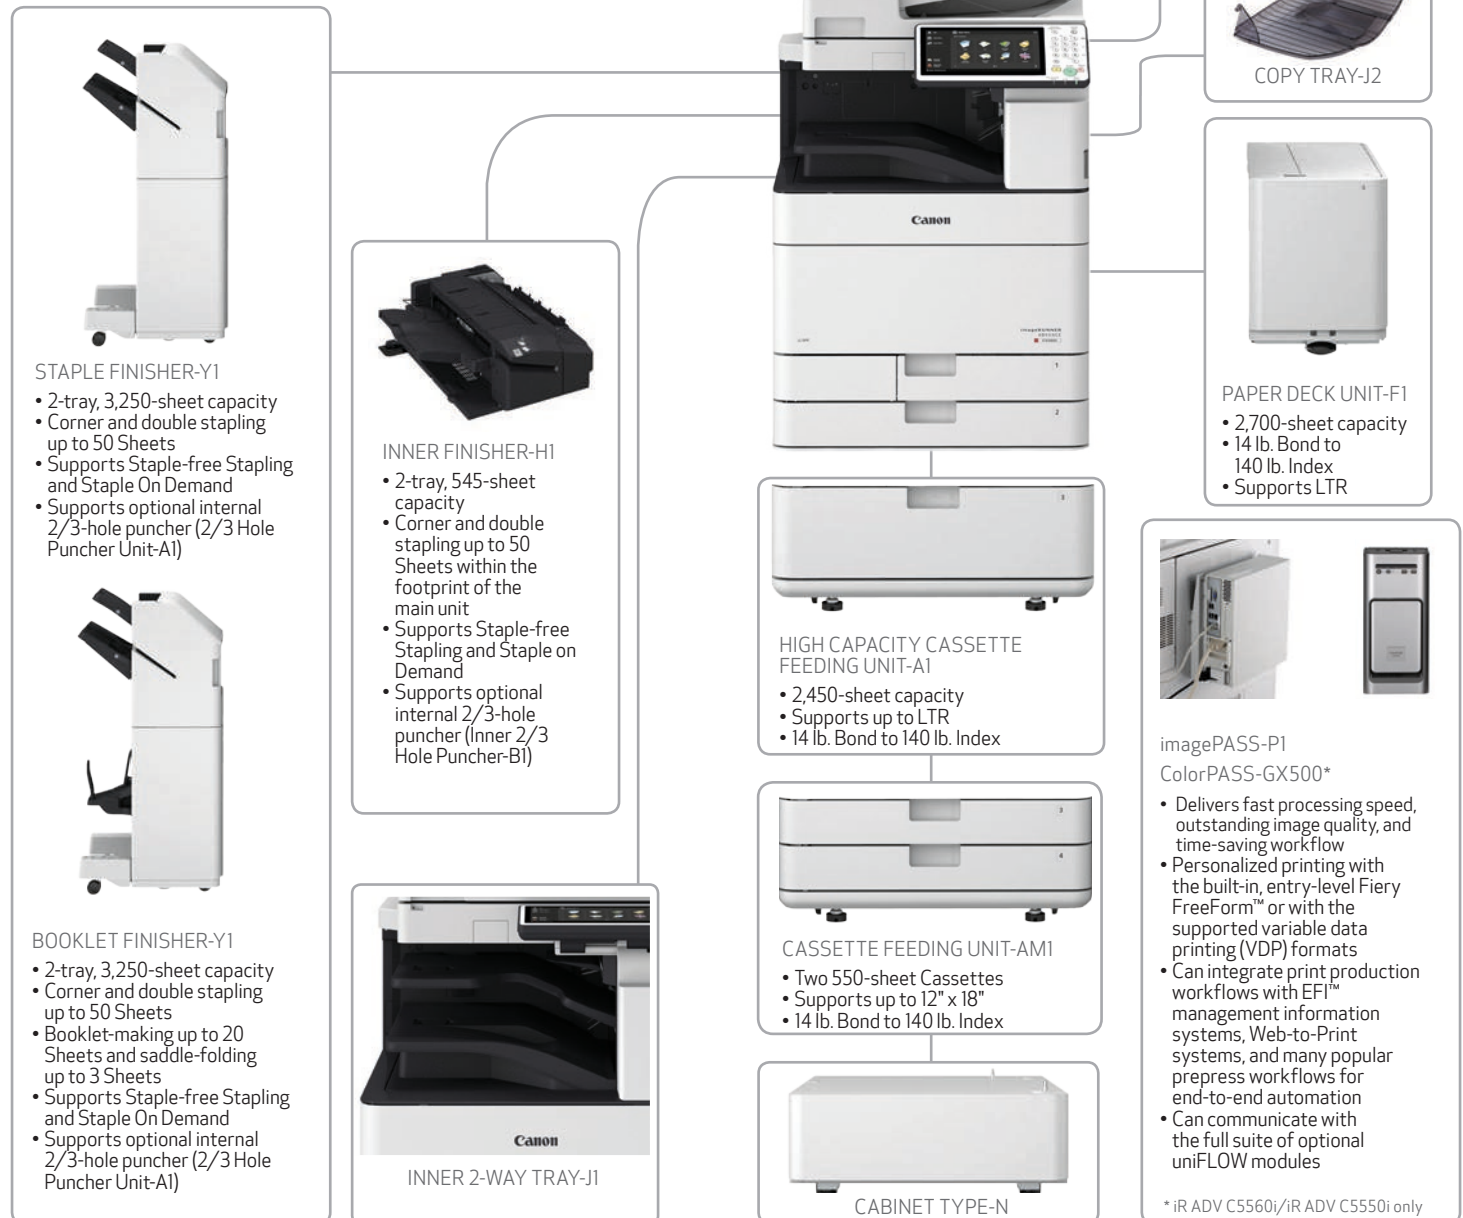 STAPLE FINISHER-Y1
• 2-tray, 3,250-sheet capacity
• Corner and double stapling
up to 50 Sheets
• Supports Staple-free Stapling
and Staple On Demand
• Supports optional internal
2/3-hole puncher (2/3 Hole
Puncher Unit-A1)
BOOKLET FINISHER-Y1
• 2-tray, 3,250-sheet capacity
• Corner and double stapling
up to 50 Sheets
• Booklet-making up to 20
Sheets and saddle-folding
up to 3 Sheets
• Supports Staple-free Stapling
and Staple On Demand
• Supports optional internal
2/3-hole puncher (2/3 Hole
Puncher Unit-A1)
INNER FINISHER-H1
• 2-tray, 545-sheet
capacity
• Corner and double
stapling up to 50
Sheets within the
footprint of the
main unit
• Supports Staple-free
Stapling and Staple on
Demand
• Supports optional
internal 2/3-hole
puncher (Inner 2/3
Hole Puncher-B1)
Canon
INNER 2-WAY TRAY-J1
Canon
imageRUNNER
ADVANCE
1
2
3
HIGH CAPACITY CASSETTE
FEEDING UNIT-A1
• 2,450-sheet capacity
• Supports up to LTR
• 14 lb. Bond to 140 lb. Index
3
4
CASSETTE FEEDING UNIT-AM1
• Two 550-sheet Cassettes
• Supports up to 12" x 18"
• 14 lb. Bond to 140 lb. Index
CABINET TYPE-N
COPY TRAY-J2
PAPER DECK UNIT-F1
• 2,700-sheet capacity
• 14 lb. Bond to
140 lb. Index
• Supports LTR
imagePASS-P1
ColorPASS-GX500*
• Delivers fast processing speed,
outstanding image quality, and
time-saving workflow
• Personalized printing with
the built-in, entry-level Fiery
FreeForm™ or with the
supported variable data
printing (VDP) formats
• Can integrate print production
workflows with EFI™
management information
systems, Web-to-Print
systems, and many popular
prepress workflows for
end-to-end automation
• Can communicate with
the full suite of optional
uniFLOW modules
* iR ADV C5560i/iR ADV C5550i only